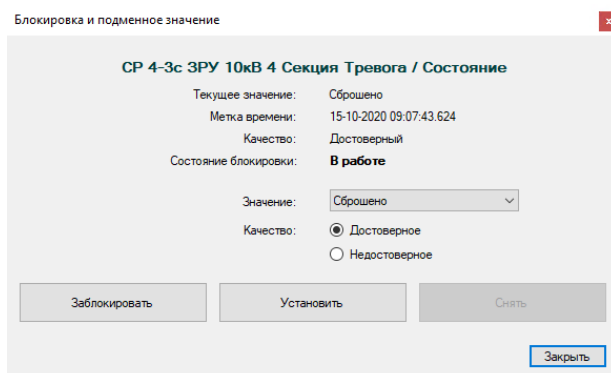 Блокировка и подменное значение
x
СР 4-3с ЗРУ 10кВ 4 Секция Тревога / Состояние
Текущее значение: Сброшено
Метка времени: 15-10-2020 09:07:43.624
Качество: Достоверный
Состояние блокировки: В работе
Значение: Сброшено
Качество: Достоверное
Недостоверное
Заблокировать Установить Снять
Закрыть